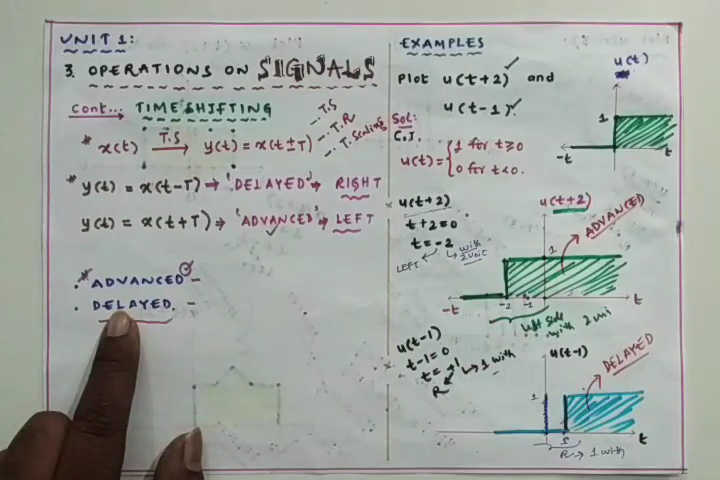 UNIT 1:
3. OPERATIONS ON SIGNALS
cont... TIME SHIFTING
- T.S
- T.R
- T. Scaling
* x(t) T.S → y(t) = x(t±T)
* y(t) = x(t-T) → 'DELAYED' → RIGHT
y(t) = x(t+T) → 'ADVANCED' → LEFT
* . ADVANCED -
. DELAYED. -
EXAMPLES
Plot u(t+2) ✓ and
u(t-1). ✓
Sol:
C.T.
u(t) = { 1 for t≥0
0 for t<0.
u(t)
1
-t t
* u(t+2)
t+2=0
t=-2
LEFT with 2 unit
u(t+2)
ADVANCED
1
-t -2 -1 t
left side with 2 unit
* u(t-1)
t-1=0
t=+1
R → 1 with
u(t-1)
DELAYED
1
-t 1 t
R → 1 with